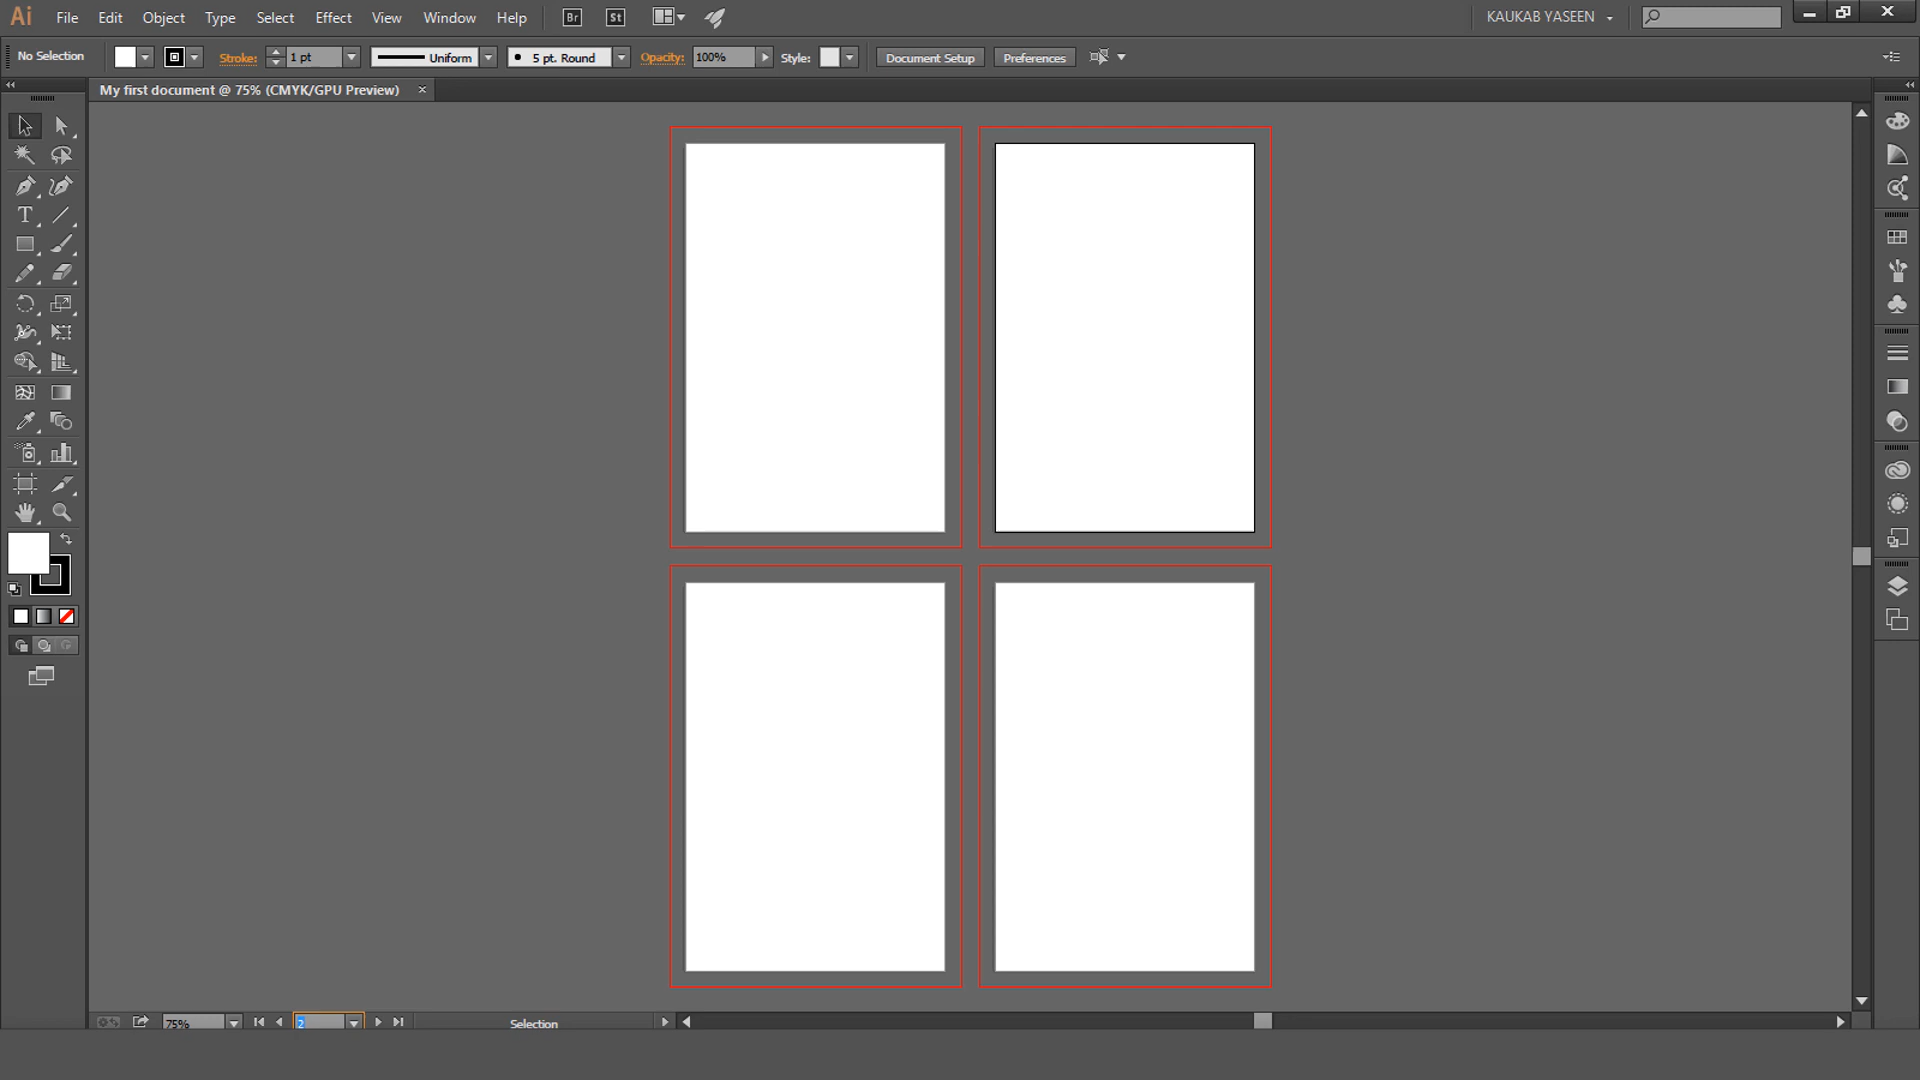 Ai File Edit Object Type Select Effect View Window Help Br St KAUKAB YASEEN
No Selection Stroke: 1 pt Uniform 5 pt. Round Opacity: 100% Style: Document Setup Preferences
My first document @ 75% (CMYK/GPU Preview) ×
T
75% 2 Selection